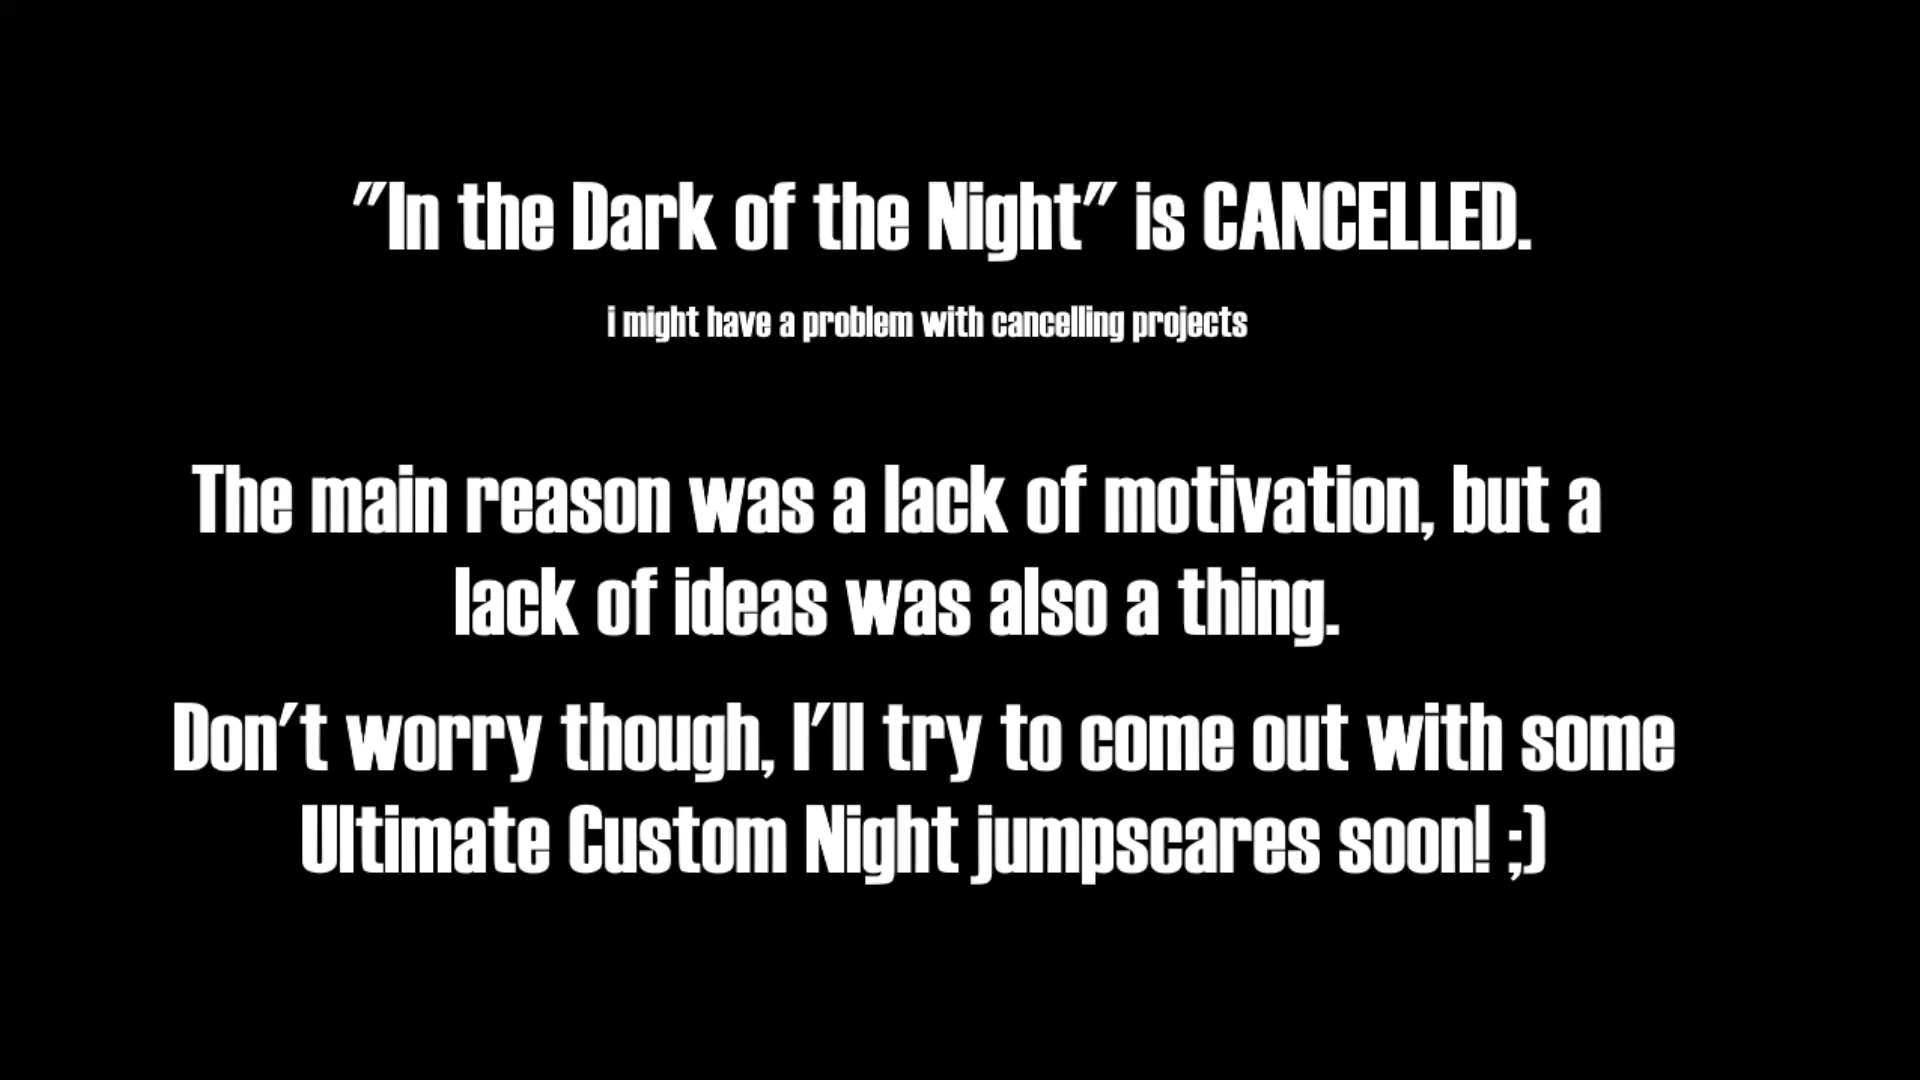 "In the Dark of the Night" is CANCELLED.
i might have a problem with cancelling projects
The main reason was a lack of motivation, but a
lack of ideas was also a thing.
Don't worry though, I'll try to come out with some
Ultimate Custom Night jumpscares soon! ;)